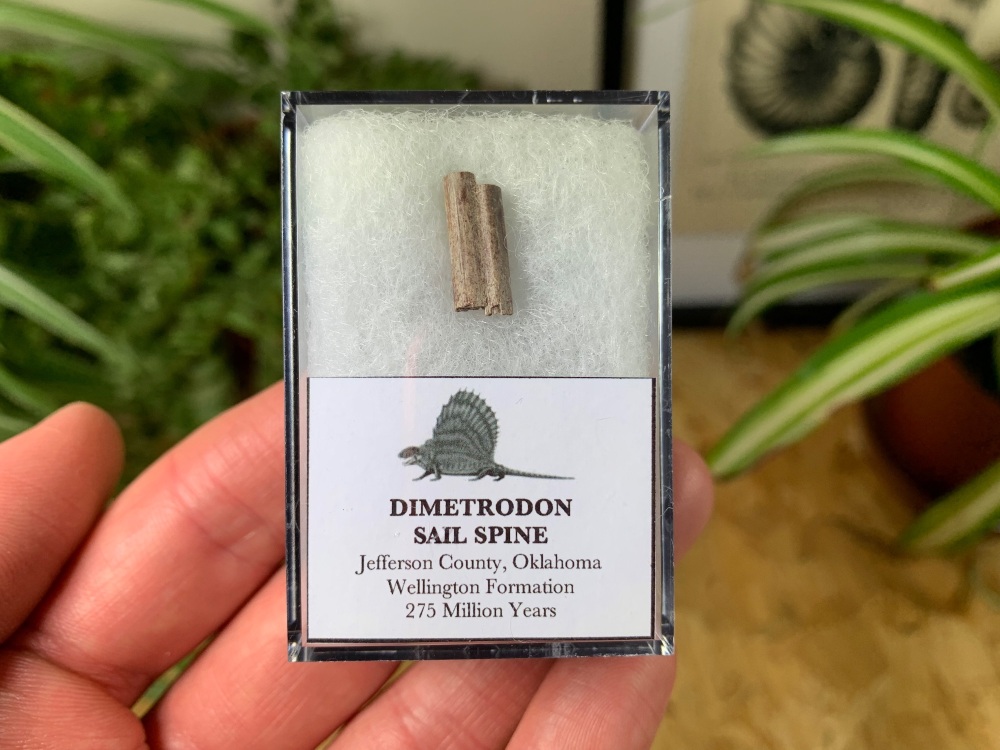 DIMETRODON
SAIL SPINE
Jefferson County, Oklahoma
Wellington Formation
275 Million Years